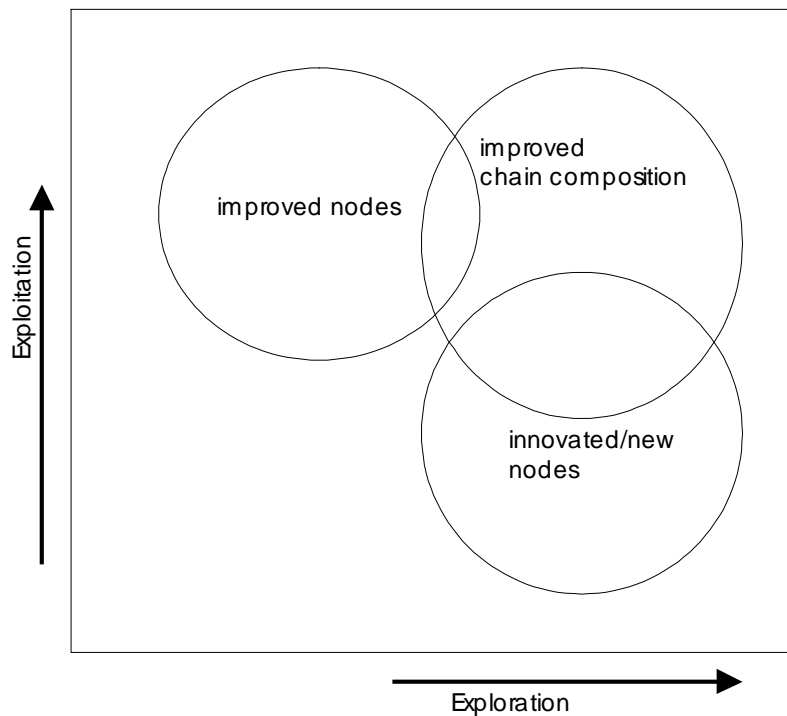 improved
chain composition
improved nodes
Exploitation
innovated/new
nodes
Exploration